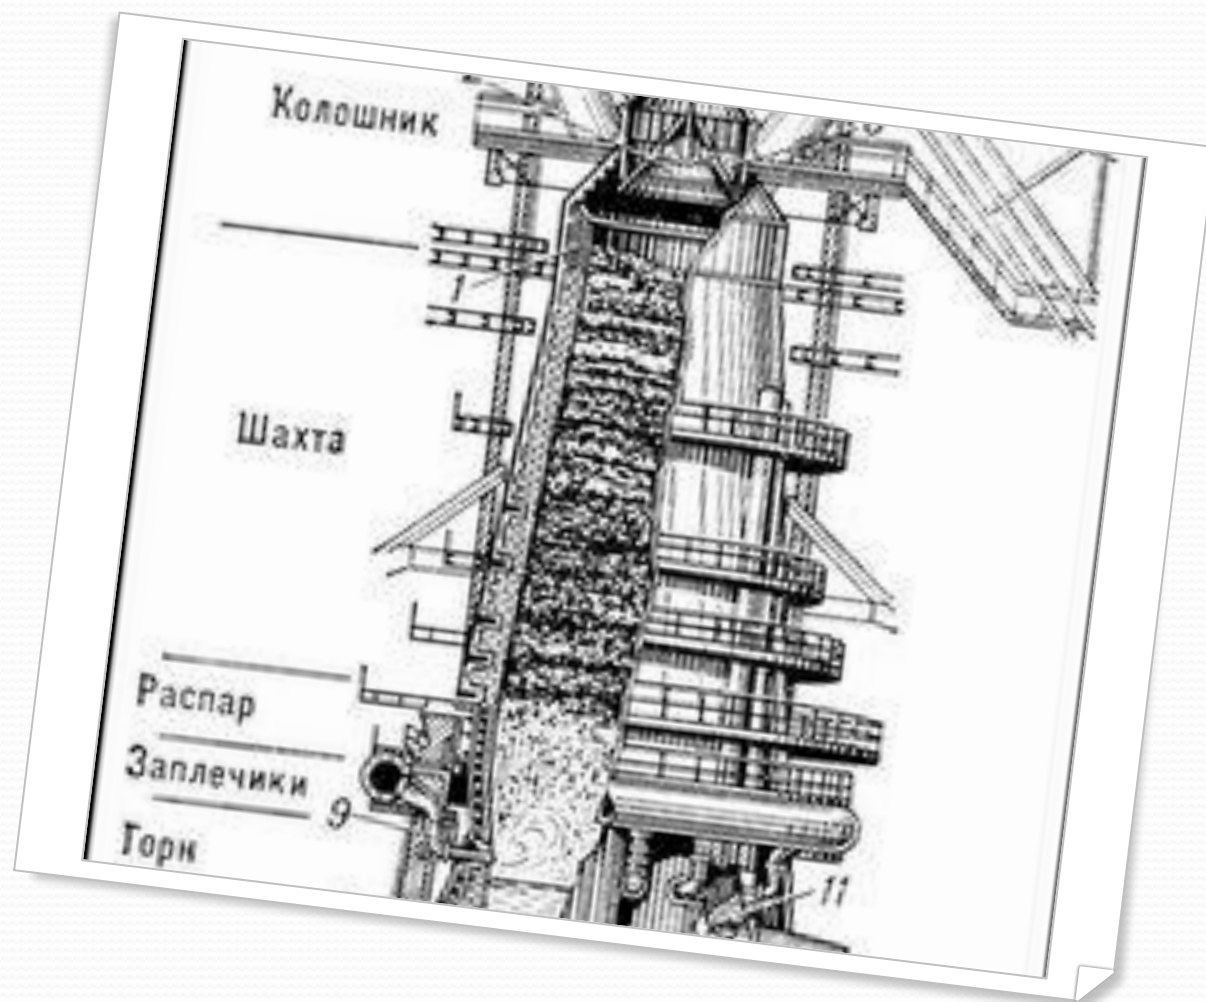 Колошник
1
Шахта
Распар
Заплечики
9
Горн
11